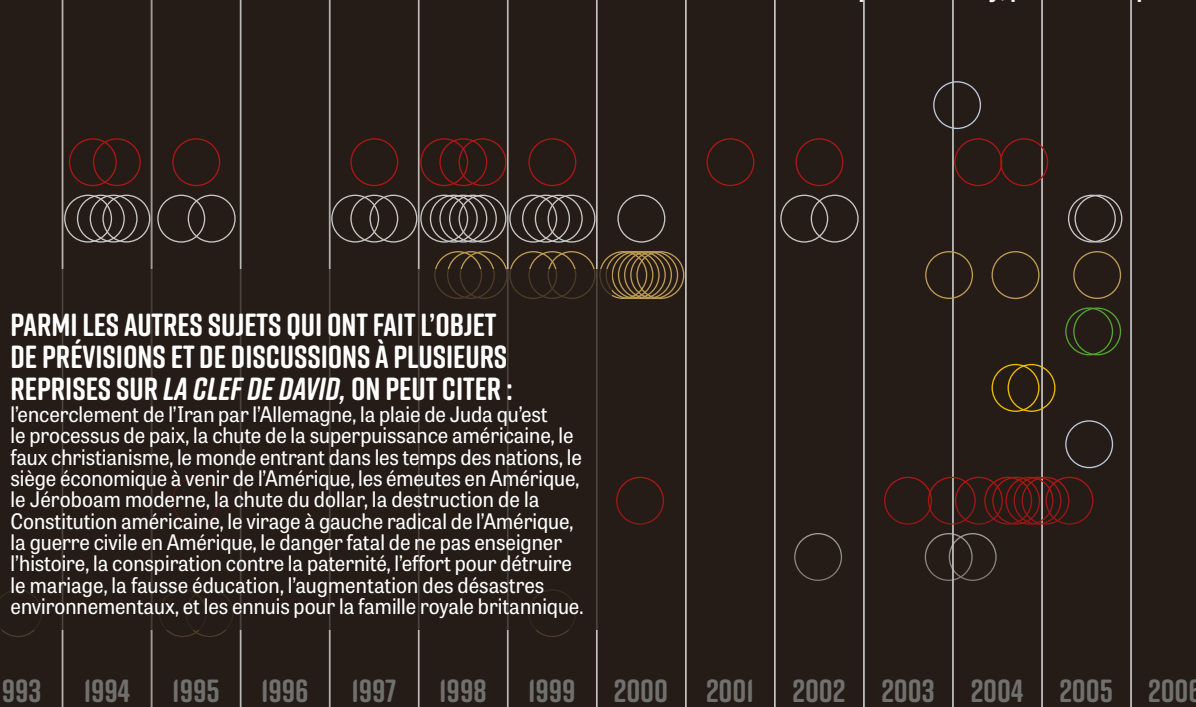 PARMI LES AUTRES SUJETS QUI ONT FAIT L'OBJET
DE PRÉVISIONS ET DE DISCUSSIONS À PLUSIEURS
REPRISES SUR LA CLEF DE DAVID, ON PEUT CITER :
l'encerclement de l'Iran par l'Allemagne, la plaie de Juda qu'est
le processus de paix, la chute de la superpuissance américaine, le
faux christianisme, le monde entrant dans les temps des nations, le
siège économique à venir de l'Amérique, les émeutes en Amérique,
le Jéroboam moderne, la chute du dollar, la destruction de la
Constitution américaine, le virage à gauche radical de l'Amérique,
la guerre civile en Amérique, le danger fatal de ne pas enseigner
l'histoire, la conspiration contre la paternité, l'effort pour détruire
le mariage, la fausse éducation, l'augmentation des désastres
environnementaux, et les ennuis pour la famille royale britannique.
993 1994 1995 1996 1997 1998 1999 2000 2001 2002 2003 2004 2005 2006